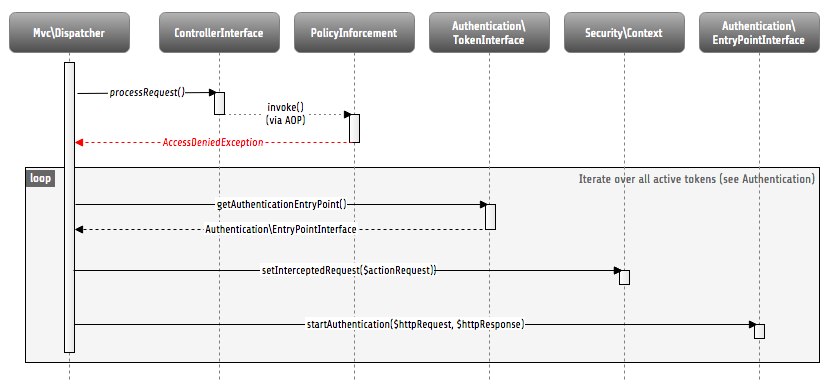 Mvc\Dispatcher
ControllerInterface
PolicyInforcement
Authentication\
TokenInterface
Security\Context
Authentication\
EntryPointInterface
processRequest()
invoke()
(via AOP)
AccessDeniedException
loop
Iterate over all active tokens (see Authentication)
getAuthenticationEntryPoint()
Authentication\EntryPointInterface
setInterceptedRequest($actionRequest))
startAuthentication($httpRequest, $httpResponse)